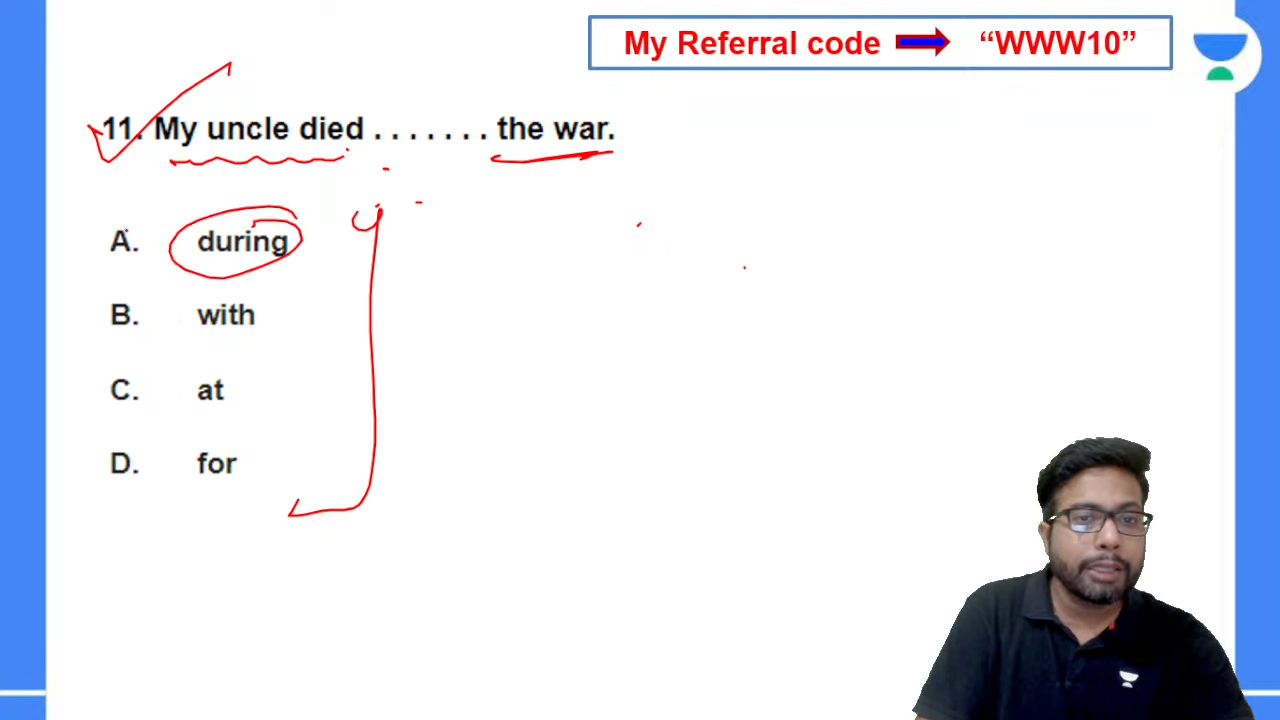 My Referral code “WWW10”
11. My uncle died . . . . . . . the war.
A. during
B. with
C. at
D. for